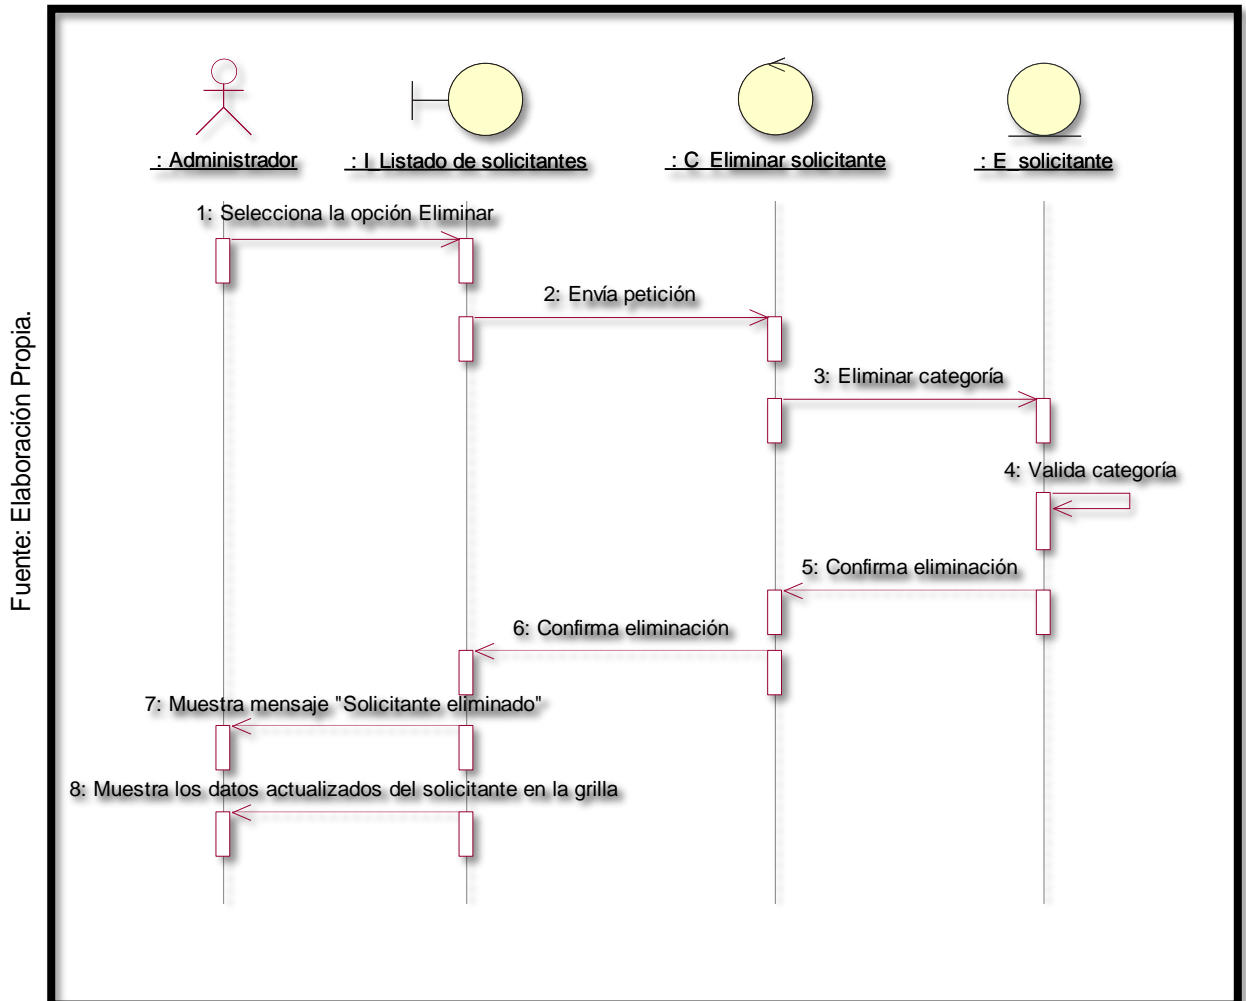 : Administrador
: I_Listado de solicitantes
: C_Eliminar solicitante
: E_solicitante
1: Selecciona la opción Eliminar
2: Envía petición
3: Eliminar categoría
4: Valida categoría
5: Confirma eliminación
6: Confirma eliminación
7: Muestra mensaje "Solicitante eliminado"
8: Muestra los datos actualizados del solicitante en la grilla
Fuente: Elaboración Propia.